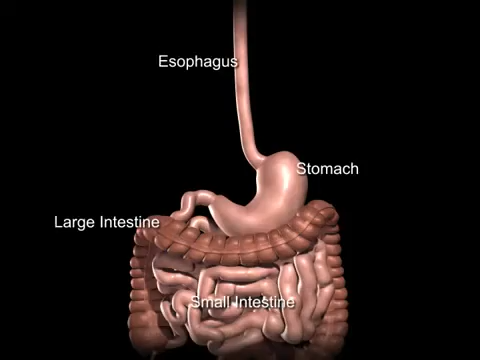 Esophagus
Stomach
Large Intestine
Small Intestine